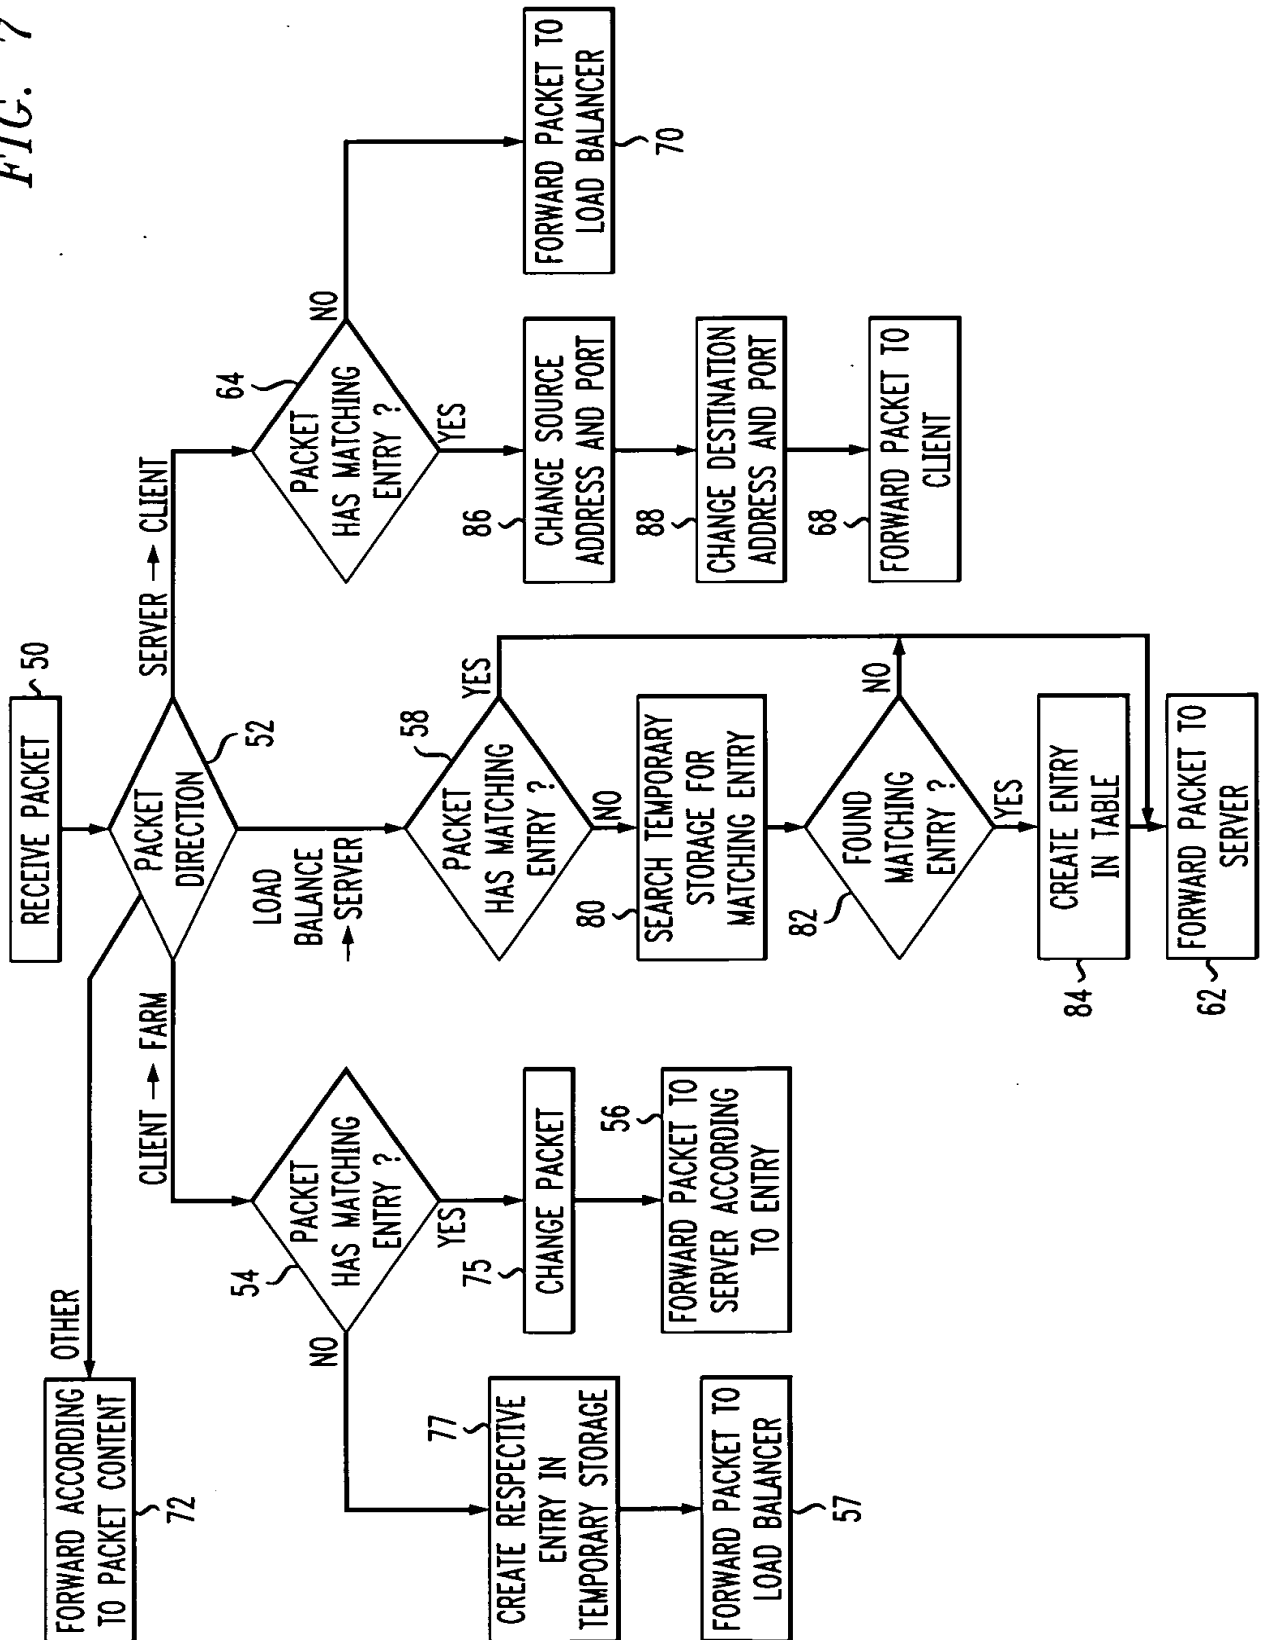 FIG. 7
RECEIVE PACKET
50
PACKET
DIRECTION
52
OTHER
FORWARD ACCORDING
TO PACKET CONTENT
72
CLIENT → FARM
PACKET
HAS MATCHING
ENTRY ?
54
NO
YES
CREATE RESPECTIVE
ENTRY IN
TEMPORARY STORAGE
77
FORWARD PACKET TO
LOAD BALANCER
57
CHANGE PACKET
75
FORWARD PACKET TO
SERVER ACCORDING
TO ENTRY
56
LOAD
BALANCE
→ SERVER
PACKET
HAS MATCHING
ENTRY ?
58
YES
NO
SEARCH TEMPORARY
STORAGE FOR
MATCHING ENTRY
80
FOUND
MATCHING
ENTRY ?
82
NO
YES
CREATE ENTRY
IN TABLE
84
FORWARD PACKET TO
SERVER
62
SERVER → CLIENT
PACKET
HAS MATCHING
ENTRY ?
64
NO
YES
CHANGE SOURCE
ADDRESS AND PORT
86
CHANGE DESTINATION
ADDRESS AND PORT
88
FORWARD PACKET TO
CLIENT
68
FORWARD PACKET TO
LOAD BALANCER
70